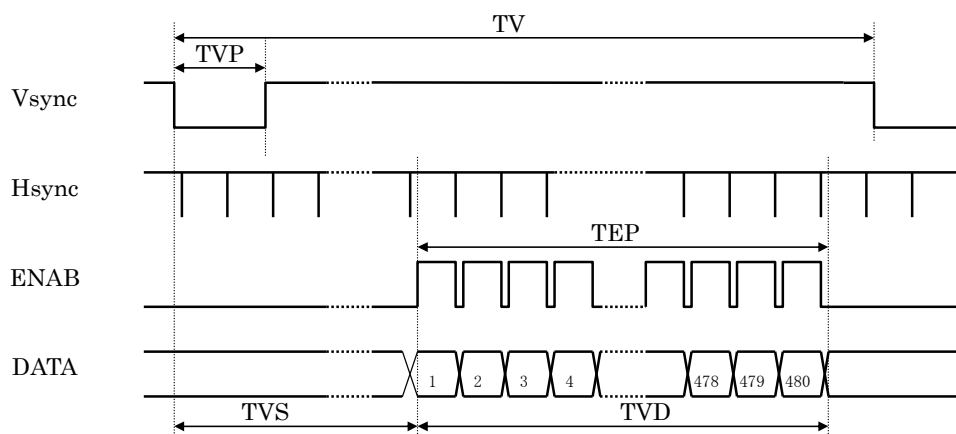 TV
TVP
Vsync
Hsync
TEP
ENAB
DATA
1 2 3 4 478 479 480
TVS TVD